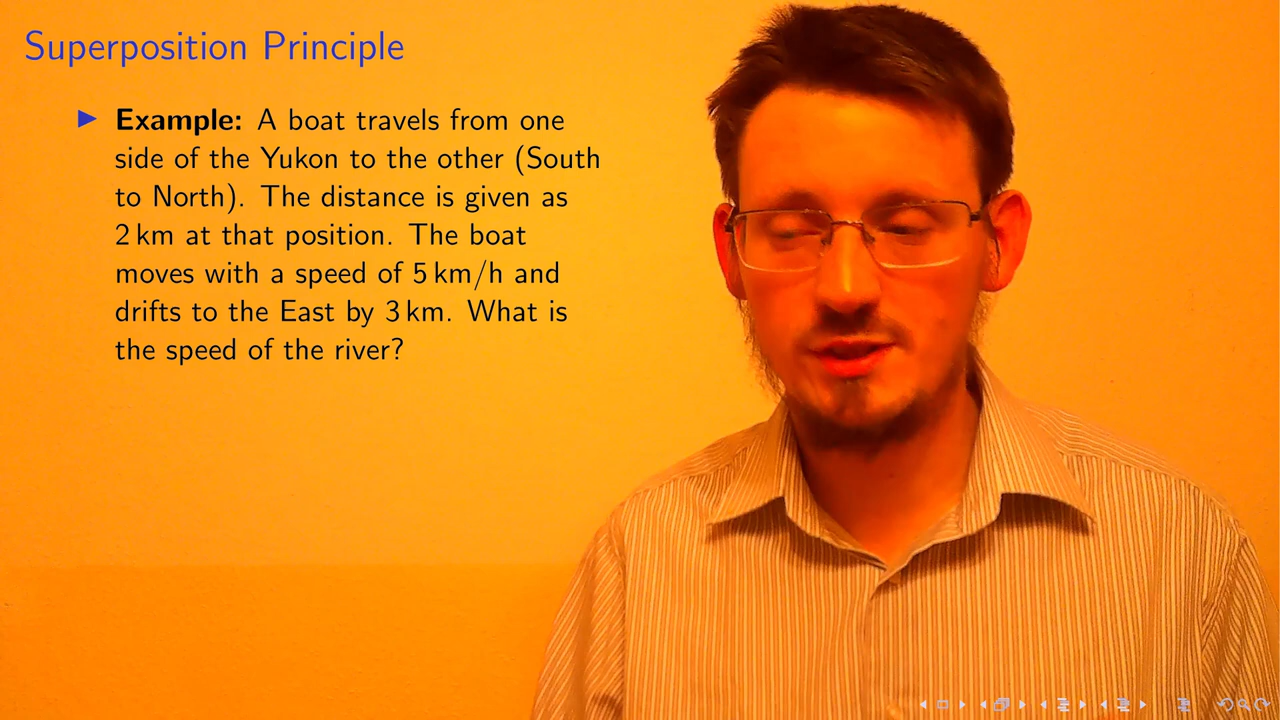 Superposition Principle
Example: A boat travels from one
side of the Yukon to the other (South
to North). The distance is given as
2 km at that position. The boat
moves with a speed of 5 km/h and
drifts to the East by 3 km. What is
the speed of the river?